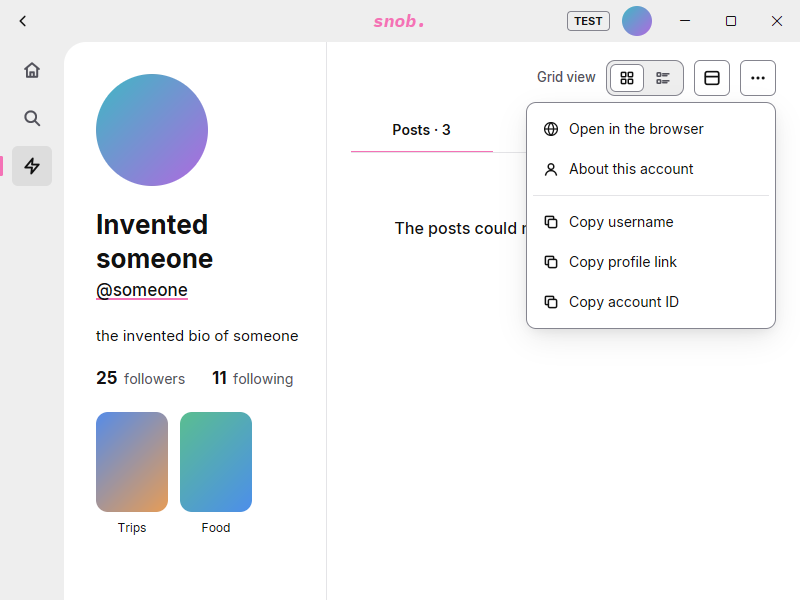 snob.
TEST
Grid view
Posts · 3
Open in the browser
About this account
Copy username
Copy profile link
Copy account ID
The posts could
Invented
someone
@someone
the invented bio of someone
25 followers
11 following
Trips
Food